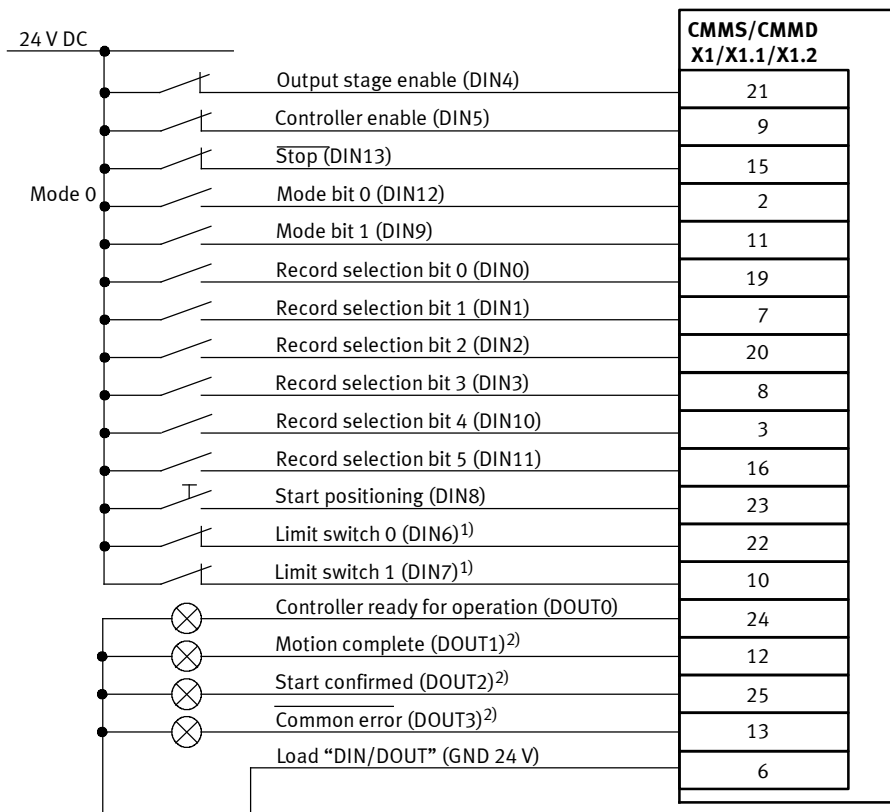 CMMS/CMMD
X1/X1.1/X1.2
24 V DC
Output stage enable (DIN4) 21
Controller enable (DIN5) 9
Stop (DIN13) 15
Mode 0 Mode bit 0 (DIN12) 2
Mode bit 1 (DIN9) 11
Record selection bit 0 (DIN0) 19
Record selection bit 1 (DIN1) 7
Record selection bit 2 (DIN2) 20
Record selection bit 3 (DIN3) 8
Record selection bit 4 (DIN10) 3
Record selection bit 5 (DIN11) 16
Start positioning (DIN8) 23
Limit switch 0 (DIN6)1) 22
Limit switch 1 (DIN7)1) 10
Controller ready for operation (DOUT0) 24
Motion complete (DOUT1)2) 12
Start confirmed (DOUT2)2) 25
Common error (DOUT3)2) 13
Load “DIN/DOUT” (GND 24 V) 6